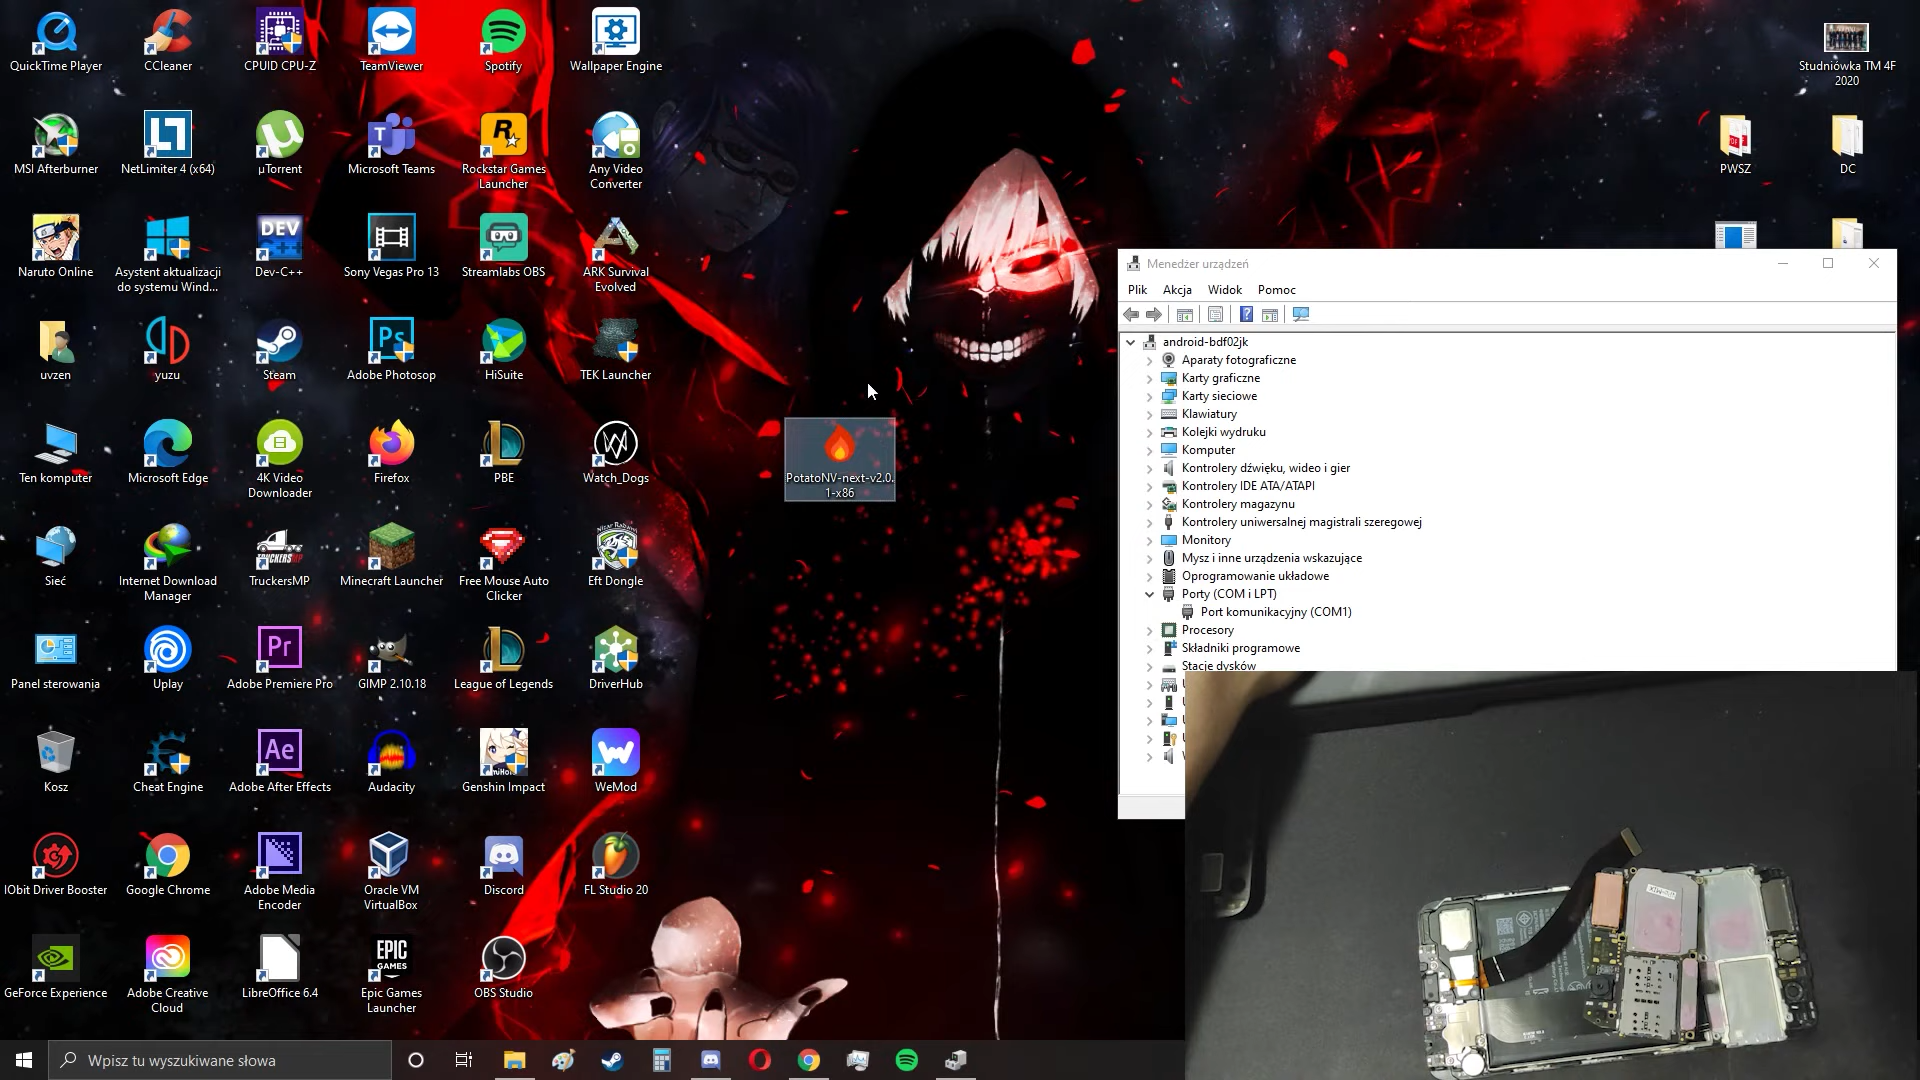 QuickTime Player
CCleaner
CPUID CPU-Z
TeamViewer
Spotify
Wallpaper Engine
Studniówka TM 4F
2020
MSI Afterburner
NetLimiter 4 (x64)
µTorrent
Microsoft Teams
Rockstar Games
Launcher
Any Video
Converter
PWSZ
DC
Naruto Online
Asystent aktualizacji
do systemu Wind...
DEV
C++
Dev-C++
Sony Vegas Pro 13
Streamlabs OBS
ARK Survival
Evolved
uvzen
yuzu
Steam
Ps
Adobe Photosop
HiSuite
TEK Launcher
Ten komputer
Microsoft Edge
4K Video
Downloader
Firefox
PBE
Watch_Dogs
PotatoNV-next-v2.0.
1-x86
Sieć
Internet Download
Manager
TRUCKERSMP
TruckersMP
Minecraft Launcher
Free Mouse Auto
Clicker
Eft Dongle
Panel sterowania
Uplay
Pr
Adobe Premiere Pro
GIMP 2.10.18
League of Legends
DriverHub
Kosz
Cheat Engine
Ae
Adobe After Effects
Audacity
Genshin Impact
WeMod
IObit Driver Booster
Google Chrome
Adobe Media
Encoder
Oracle VM
VirtualBox
Discord
FL Studio 20
GeForce Experience
Adobe Creative
Cloud
LibreOffice 6.4
EPIC
GAMES
Epic Games
Launcher
OBS Studio
Menedżer urządzeń
Plik Akcja Widok Pomoc
android-bdf02jk
Aparaty fotograficzne
Karty graficzne
Karty sieciowe
Klawiatury
Kolejki wydruku
Komputer
Kontrolery dźwięku, wideo i gier
Kontrolery IDE ATA/ATAPI
Kontrolery magazynu
Kontrolery uniwersalnej magistrali szeregowej
Monitory
Mysz i inne urządzenia wskazujące
Oprogramowanie układowe
Porty (COM i LPT)
Port komunikacyjny (COM1)
Procesory
Składniki programowe
Stacje dysków
Wpisz tu wyszukiwane słowa